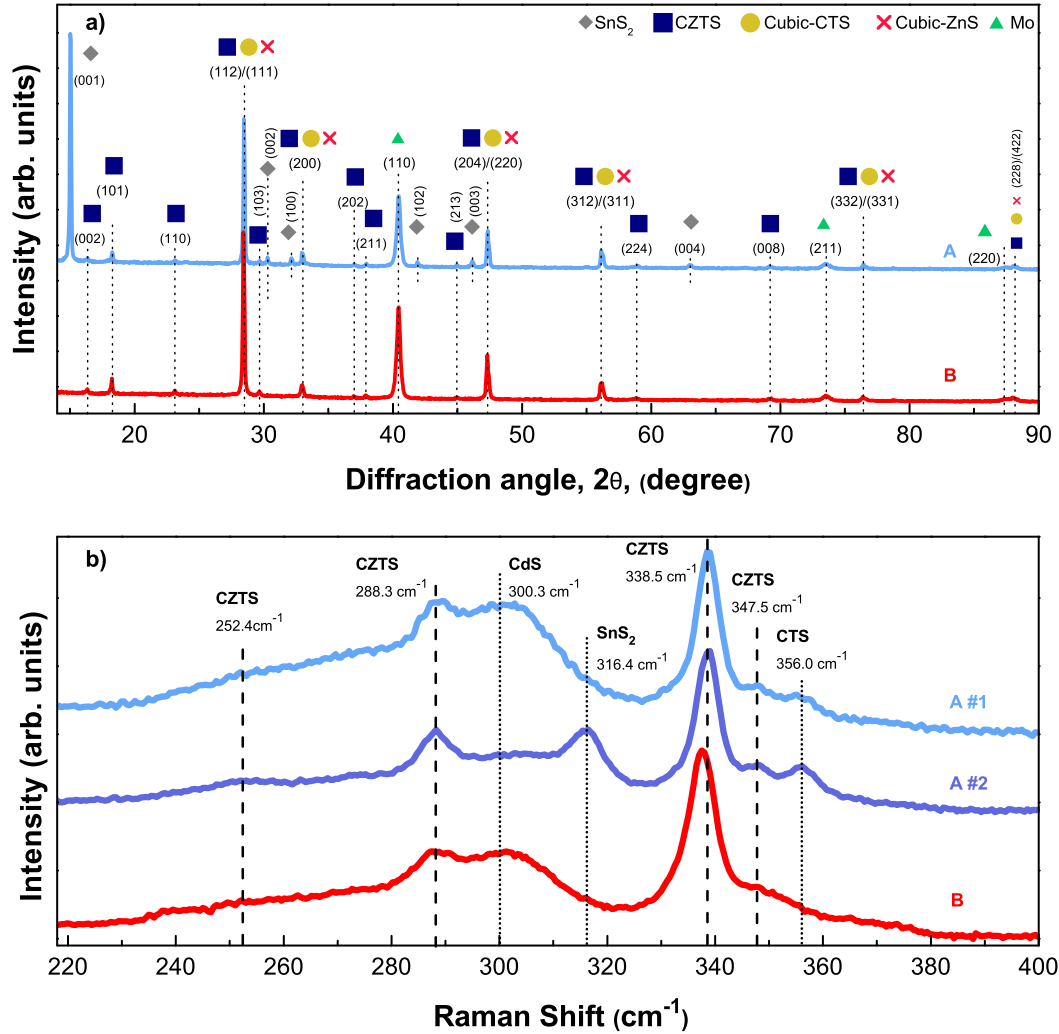 a)
SnS2 CZTS Cubic-CTS Cubic-ZnS Mo
Intensity (arb. units)
(001)
(112)/(111)
(002)
(200)
(110)
(204)/(220)
(312)/(311)
(332)/(331)
(228)/(422)
(101)
(103)
(100)
(202)
(102)
(213)
(003)
(002)
(110)
(211)
(224)
(004)
(008)
(211)
(220)
A
B
20 30 40 50 60 70 80 90
Diffraction angle, 2θ, (degree)
b)
Intensity (arb. units)
CZTS
252.4cm-1
CZTS
288.3 cm-1
CdS
300.3 cm-1
SnS2
316.4 cm-1
CZTS
338.5 cm-1
CZTS
347.5 cm-1
CTS
356.0 cm-1
A #1
A #2
B
220 240 260 280 300 320 340 360 380 400
Raman Shift (cm-1)